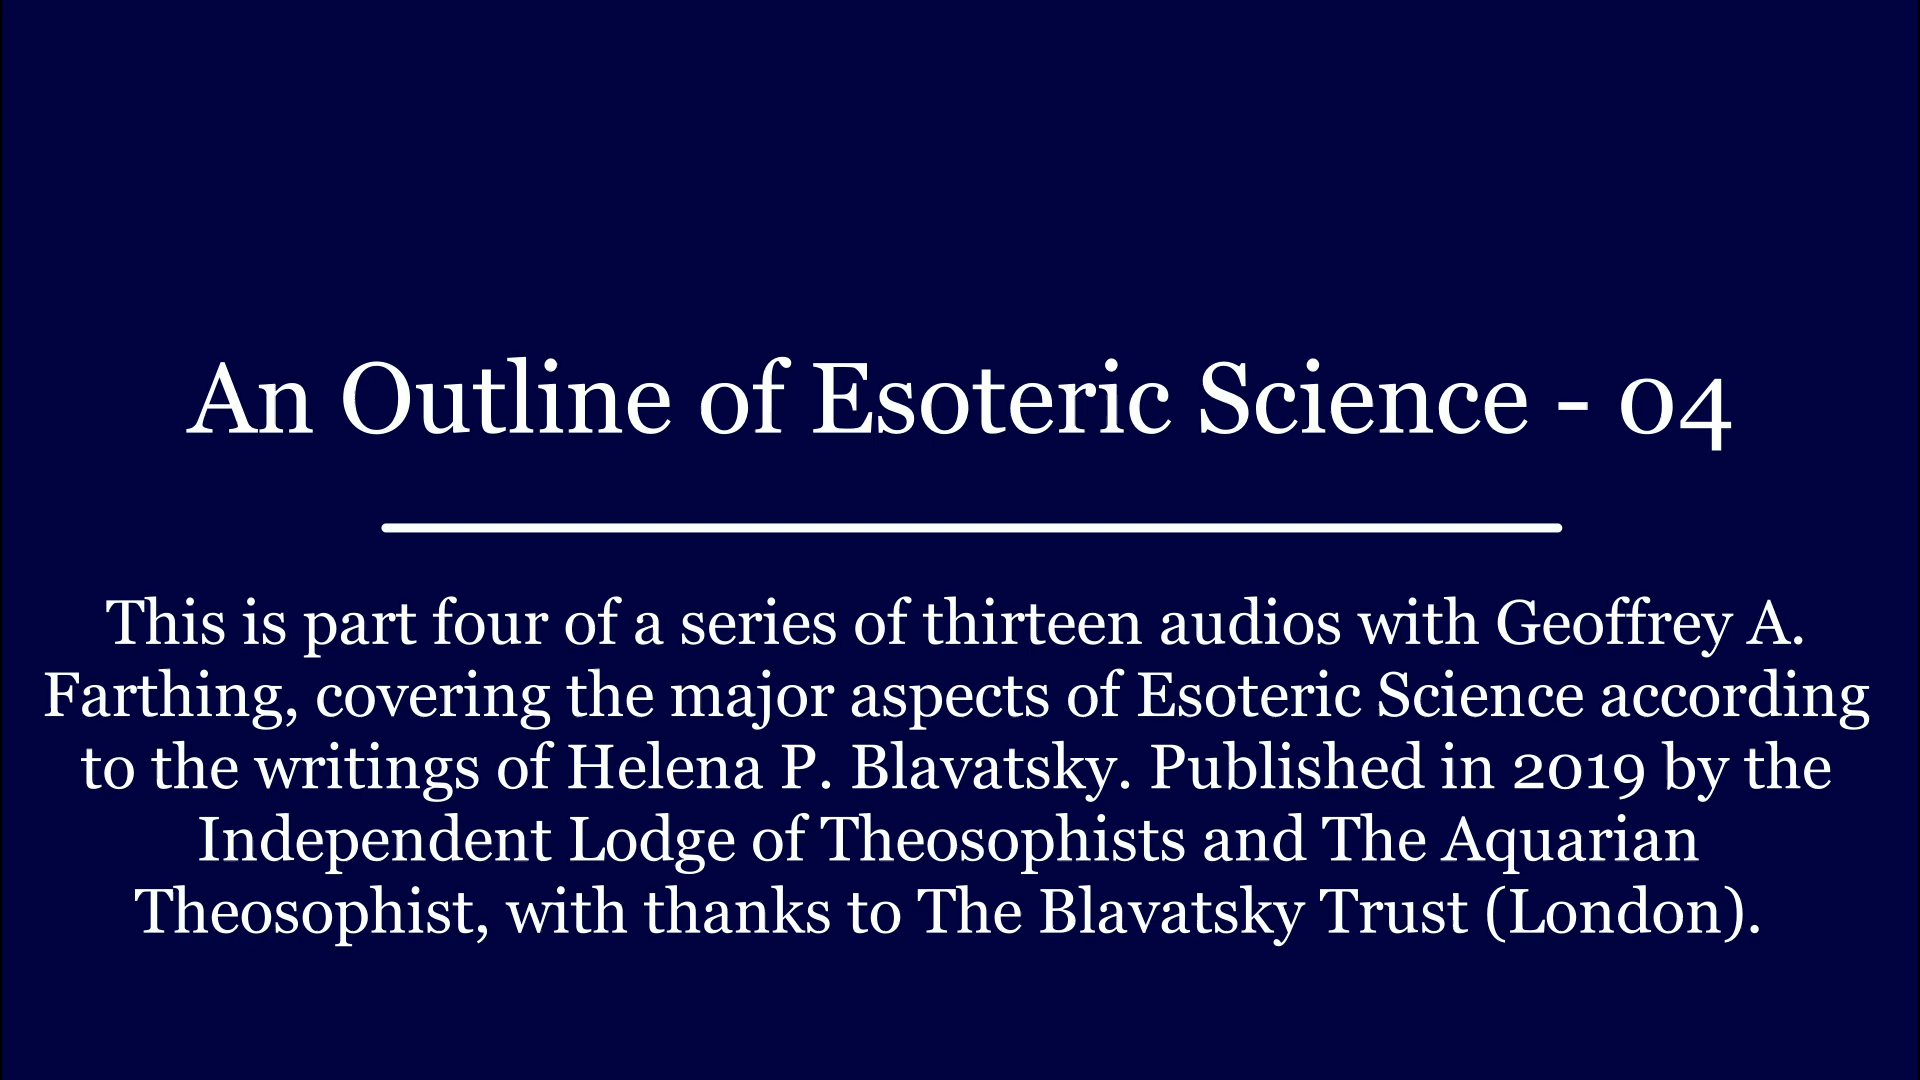 An Outline of Esoteric Science - 04
This is part four of a series of thirteen audios with Geoffrey A.
Farthing, covering the major aspects of Esoteric Science according
to the writings of Helena P. Blavatsky. Published in 2019 by the
Independent Lodge of Theosophists and The Aquarian
Theosophist, with thanks to The Blavatsky Trust (London).